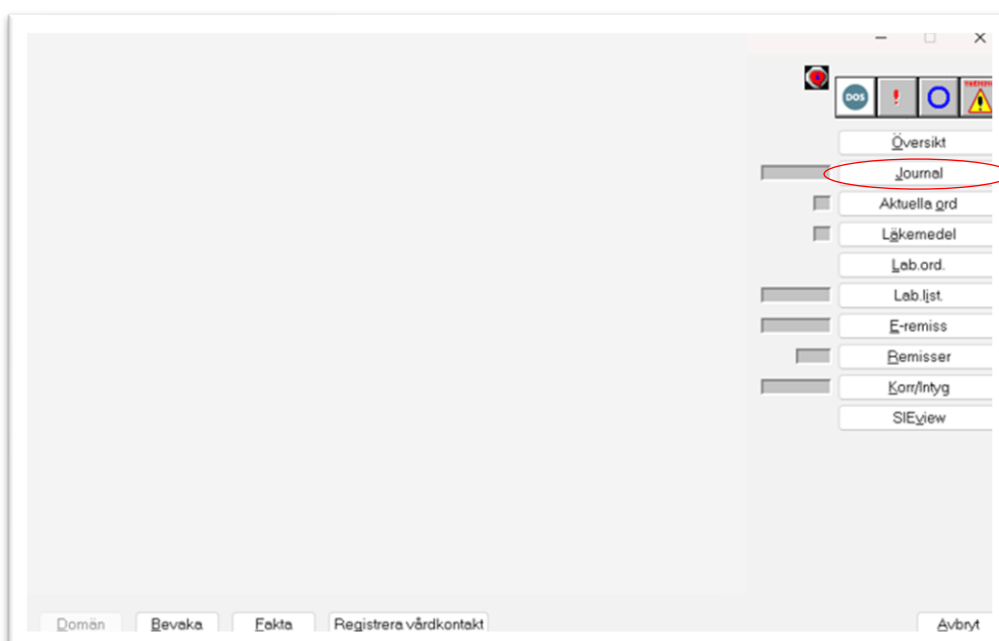 DOS
Översikt
Journal
Aktuella ord
Läkemedel
Lab.ord.
Lab.list.
E-remiss
Remisser
Korr/Intyg
SIEview
Domän Bevaka Fakta Registrera vårdkontakt Avbryt